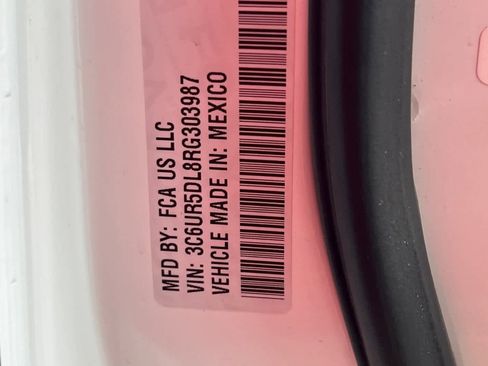 MFD BY: FCA US LLC
VIN: 3C6UR5DL8RG303987
VEHICLE MADE IN: MEXICO